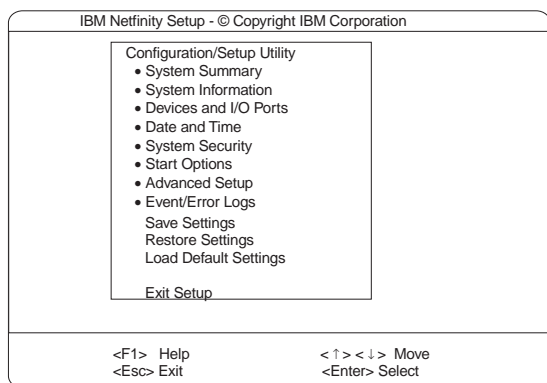 IBM Netfinity Setup - © Copyright IBM Corporation
Configuration/Setup Utility
• System Summary
• System Information
• Devices and I/O Ports
• Date and Time
• System Security
• Start Options
• Advanced Setup
• Event/Error Logs
Save Settings
Restore Settings
Load Default Settings
Exit Setup
<F1> Help <↑><↓> Move
<Esc> Exit <Enter> Select